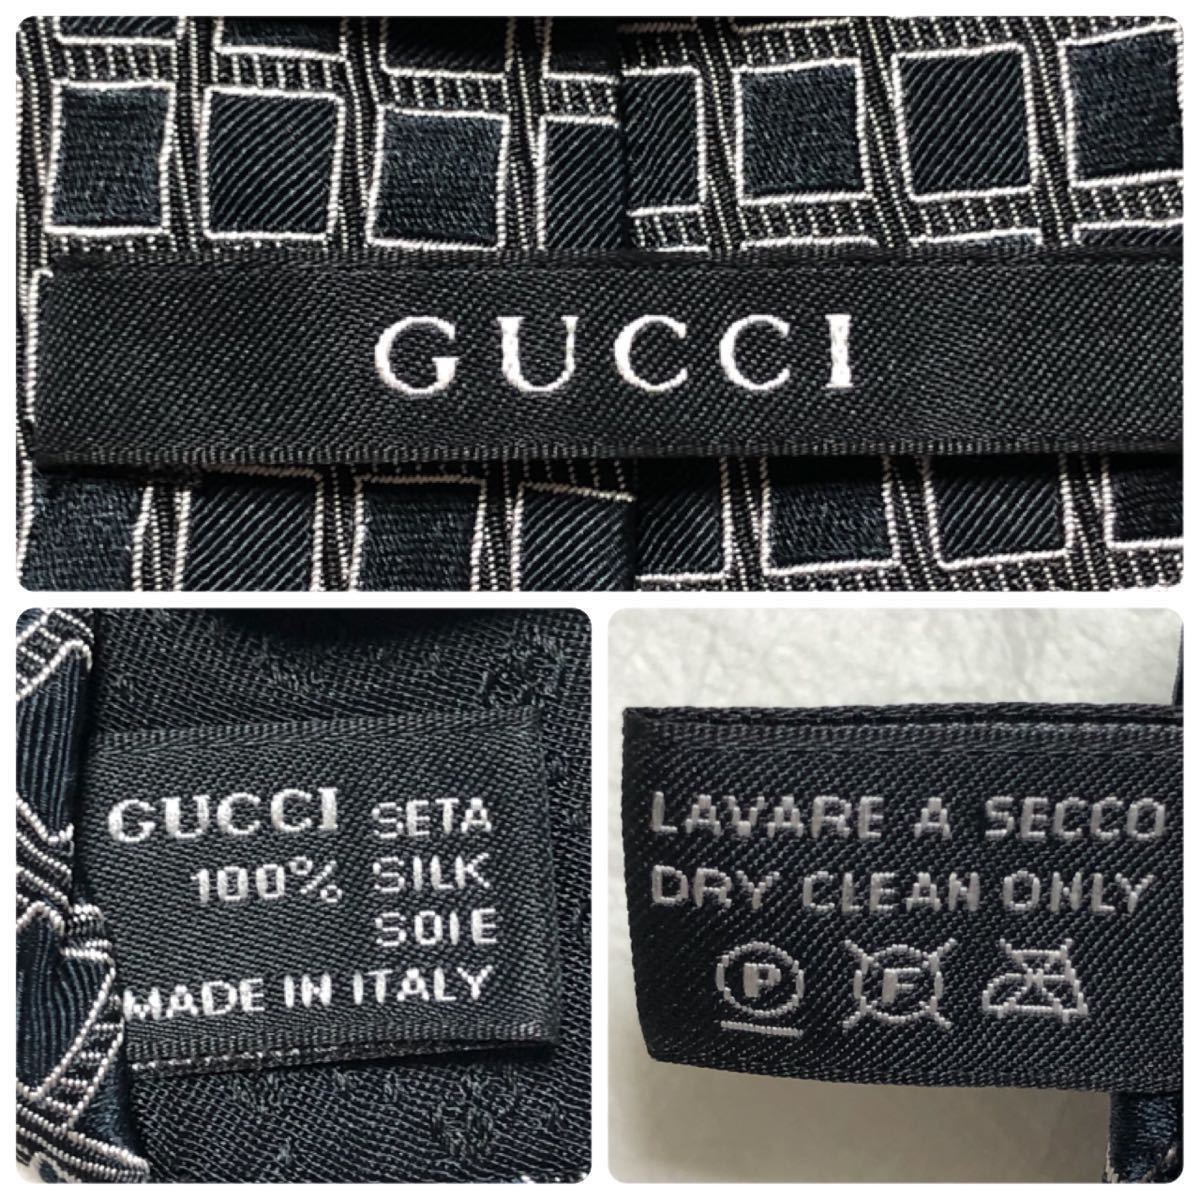 GUCCI
GUCCI SETA
100% SILK
SOIE
MADE IN ITALY
LAVARE A SECCO
DRY CLEAN ONLY
P F